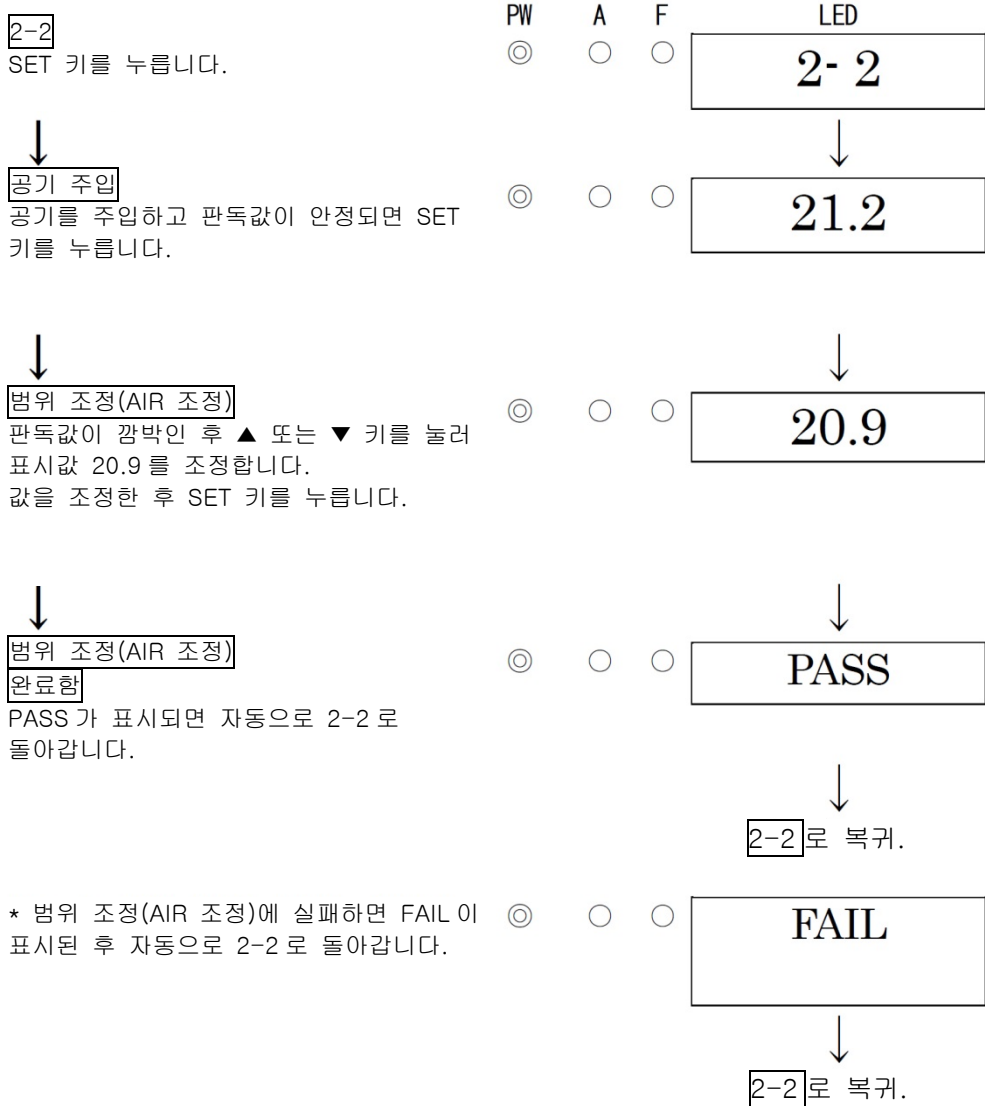 PW A F LED
2-2
SET 키를 누릅니다.
2- 2
↓
↓
공기 주입
공기를 주입하고 판독값이 안정되면 SET
키를 누릅니다.
21.2
↓
↓
범위 조정(AIR 조정)
판독값이 깜박인 후 ▲ 또는 ▼ 키를 눌러
표시값 20.9 를 조정합니다.
값을 조정한 후 SET 키를 누릅니다.
20.9
↓
↓
범위 조정(AIR 조정)
완료함
PASS 가 표시되면 자동으로 2-2 로
돌아갑니다.
PASS
↓
2-2 로 복귀.
* 범위 조정(AIR 조정)에 실패하면 FAIL 이
표시된 후 자동으로 2-2 로 돌아갑니다.
FAIL
↓
2-2 로 복귀.